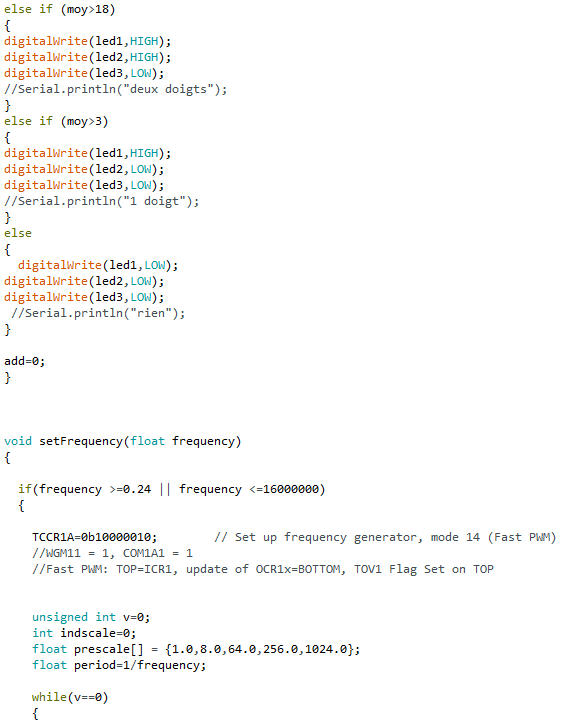 else if (moy>18)
{
digitalWrite(led1,HIGH);
digitalWrite(led2,HIGH);
digitalWrite(led3,LOW);
//Serial.println("deux doigts");
}
else if (moy>3)
{
digitalWrite(led1,HIGH);
digitalWrite(led2,LOW);
digitalWrite(led3,LOW);
//Serial.println("1 doigt");
}
else
{
  digitalWrite(led1,LOW);
digitalWrite(led2,LOW);
digitalWrite(led3,LOW);
 //Serial.println("rien");
}
add=0;
}
void setFrequency(float frequency)
{
  if(frequency >=0.24 || frequency <=16000000)
  {
    TCCR1A=0b10000010;        // Set up frequency generator, mode 14 (Fast PWM)
    //WGM11 = 1, COM1A1 = 1
    //Fast PWM: TOP=ICR1, update of OCR1x=BOTTOM, TOV1 Flag Set on TOP
    unsigned int v=0;
    int indscale=0;
    float prescale[] = {1.0,8.0,64.0,256.0,1024.0};
    float period=1/frequency;
    while(v==0)
    {